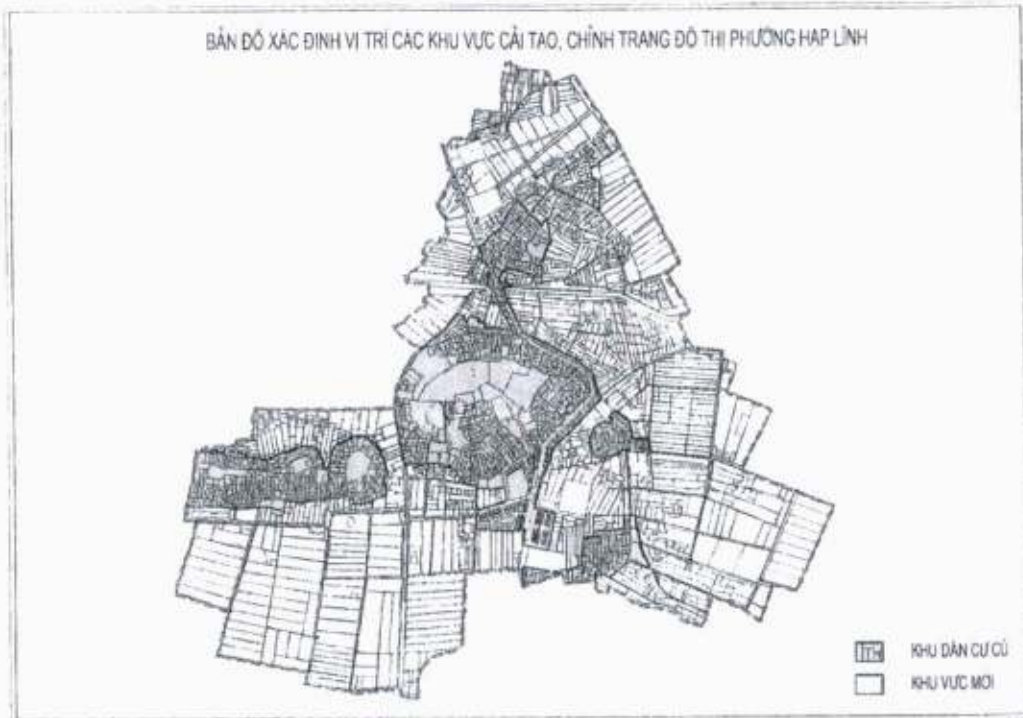 BẢN ĐỒ XÁC ĐỊNH VỊ TRÍ CÁC KHU VỰC CẢI TẠO, CHỈNH TRANG ĐÔ THỊ PHƯỜNG HẠP LĨNH
KHU DÂN CƯ CŨ
KHU VỰC MỚI